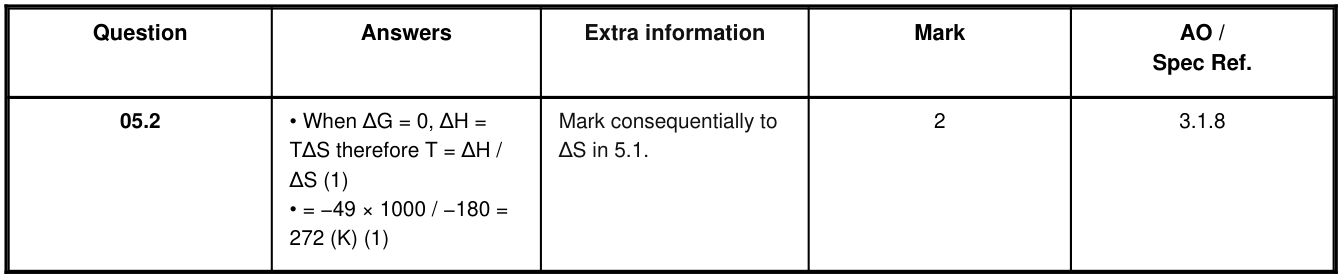 Question
Answers
Extra information
Mark
AO /
Spec Ref.
05.2
• When ΔG = 0, ΔH =
TΔS therefore T = ΔH /
ΔS (1)
• = −49 × 1000 / −180 =
272 (K) (1)
Mark consequentially to
ΔS in 5.1.
2
3.1.8